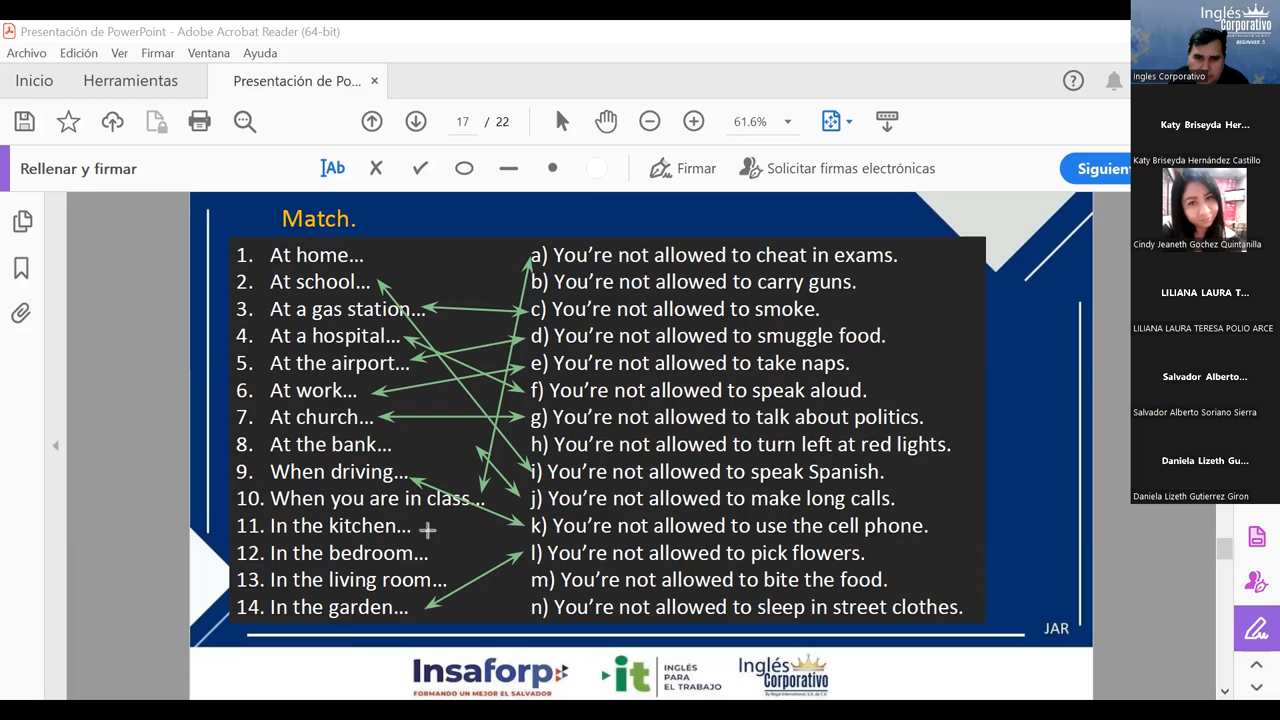 Presentación de PowerPoint - Adobe Acrobat Reader (64-bit)
Archivo Edición Ver Firmar Ventana Ayuda
Inicio Herramientas Presentación de Po... ×
17 / 22 61.6%
Rellenar y firmar Ab Firmar Solicitar firmas electrónicas Siguien
Match.
1. At home...
2. At school...
3. At a gas station...
4. At a hospital...
5. At the airport...
6. At work...
7. At church...
8. At the bank...
9. When driving...
10. When you are in class...
11. In the kitchen...
12. In the bedroom...
13. In the living room...
14. In the garden...
a) You’re not allowed to cheat in exams.
b) You’re not allowed to carry guns.
c) You’re not allowed to smoke.
d) You’re not allowed to smuggle food.
e) You’re not allowed to take naps.
f) You’re not allowed to speak aloud.
g) You’re not allowed to talk about politics.
h) You’re not allowed to turn left at red lights.
i) You’re not allowed to speak Spanish.
j) You’re not allowed to make long calls.
k) You’re not allowed to use the cell phone.
l) You’re not allowed to pick flowers.
m) You’re not allowed to bite the food.
n) You’re not allowed to sleep in street clothes.
JAR
Insaforp
FORMANDO UN MEJOR EL SALVADOR
it INGLÉS
PARA
EL TRABAJO
Inglés
Corporativo
Inglés
Corporativo
BEGINNER 5
Ingles Corporativo
Katy Briseyda Her...
Katy Briseyda Hernández Castillo
Cindy Jeaneth Gochez Quintanilla
LILIANA LAURA T...
LILIANA LAURA TERESA POLIO ARCE
Salvador Alberto...
Salvador Alberto Soriano Sierra
Daniela Lizeth Gu...
Daniela Lizeth Gutierrez Giron